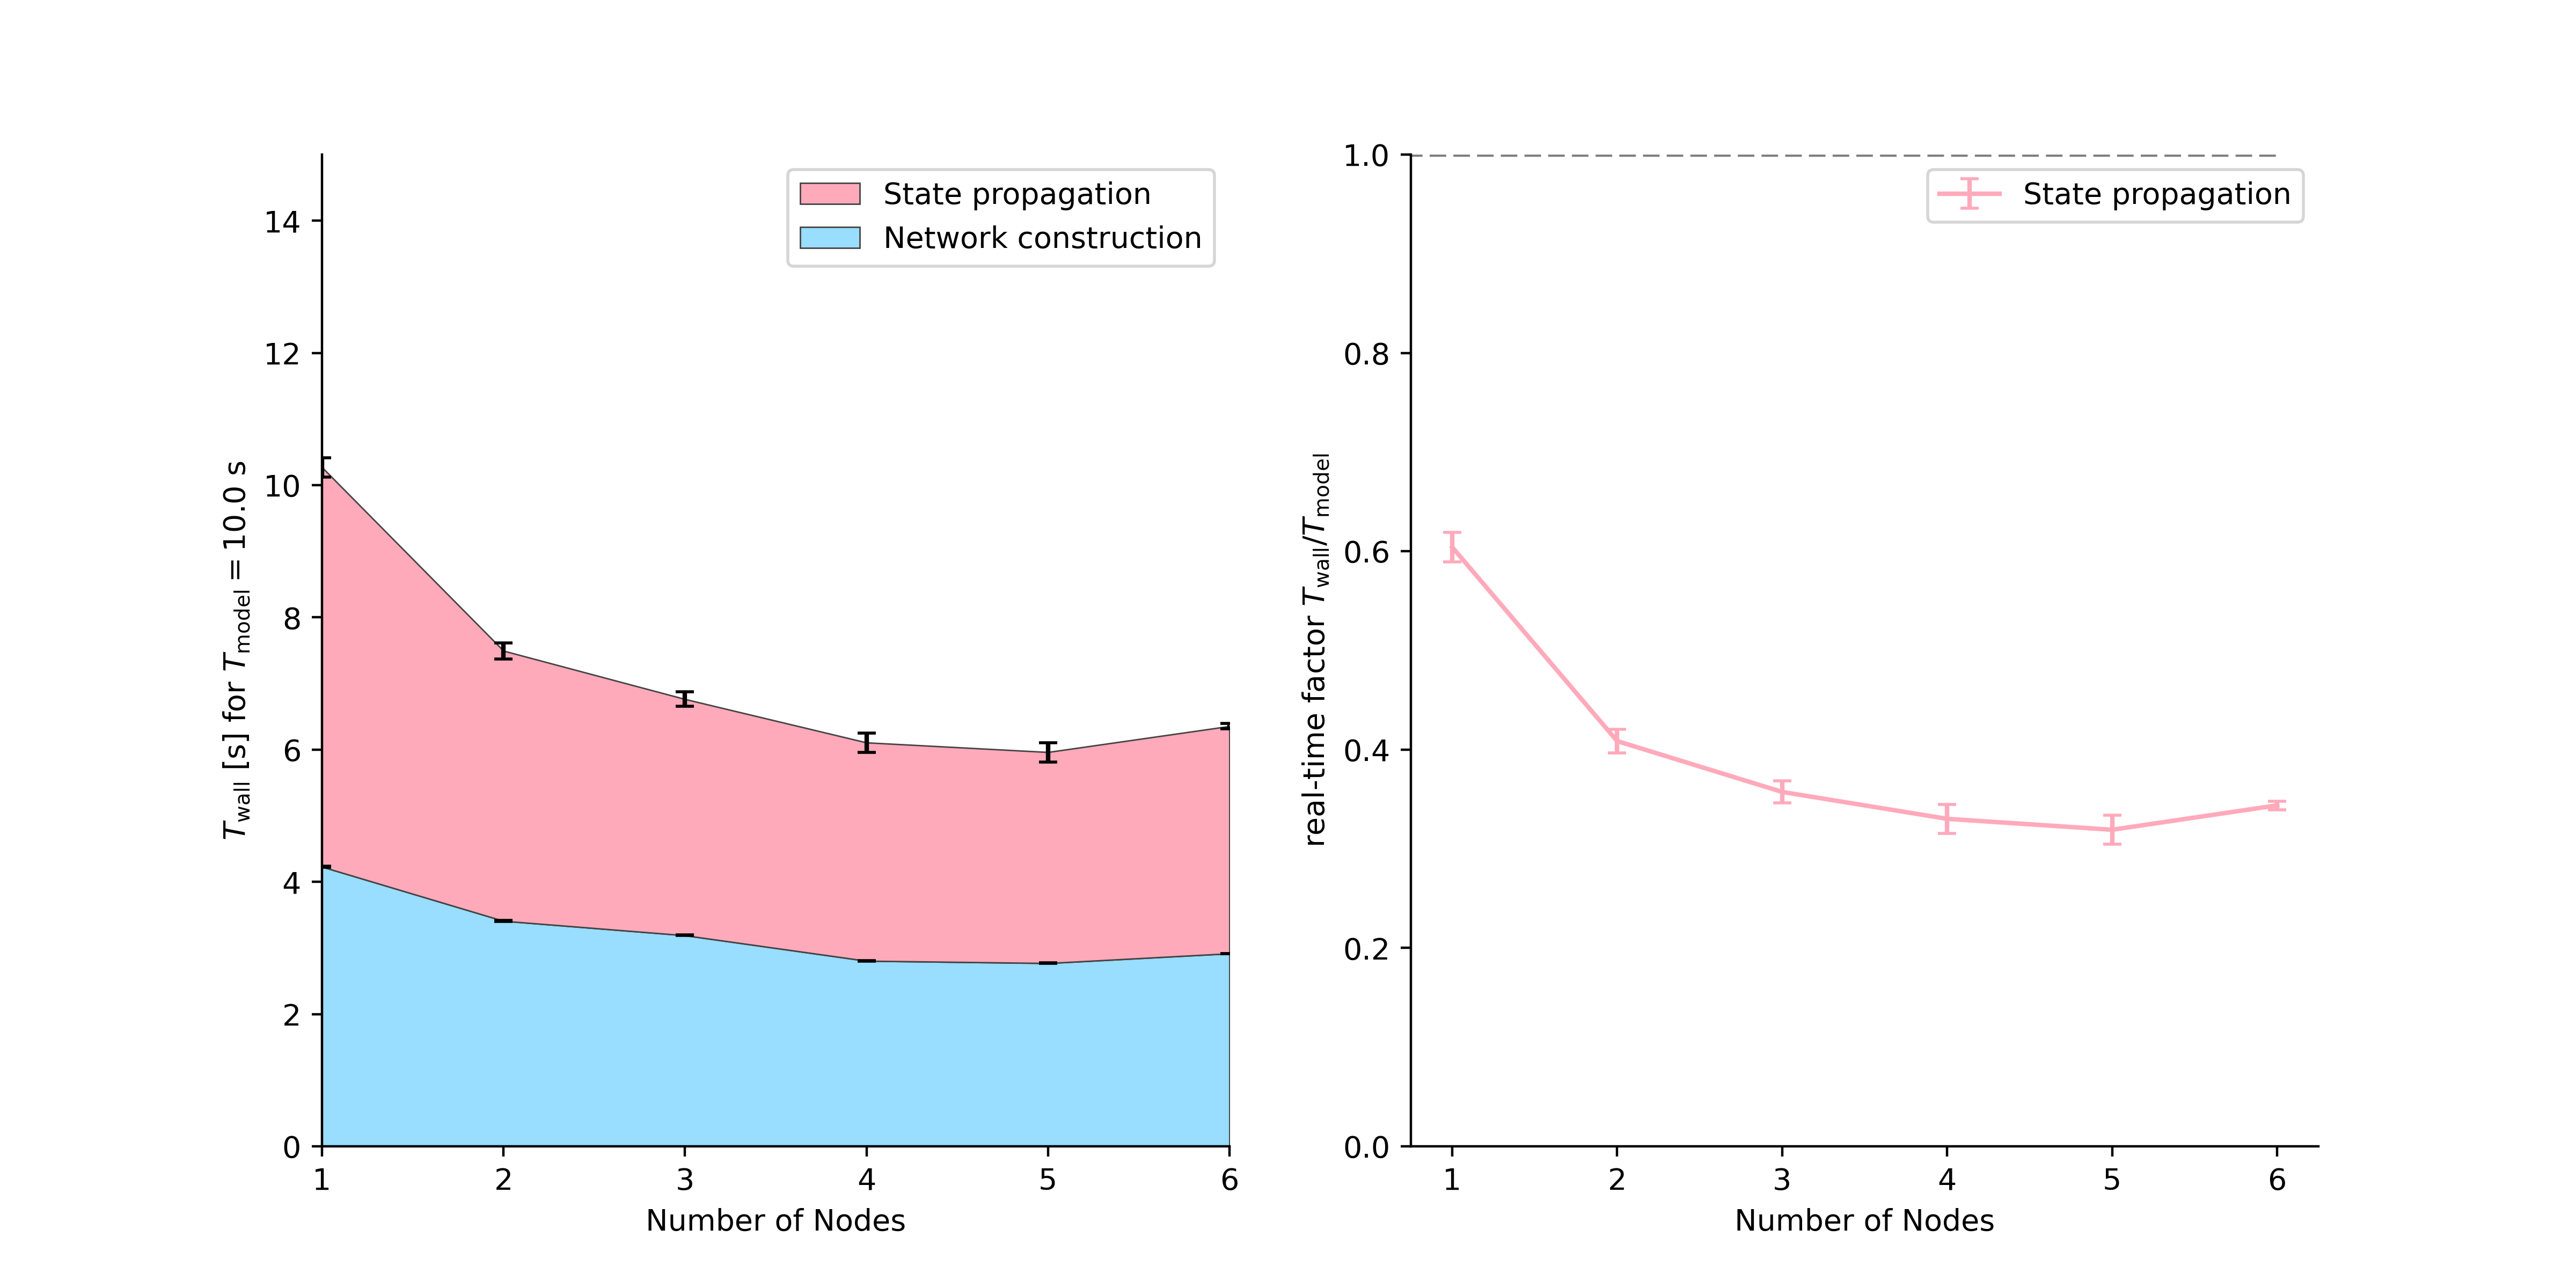 State propagation
Network construction
14
12
10
8
6
4
2
0
1 2 3 4 5 6
Number of Nodes
T_wall [s] for T_model = 10.0 s
State propagation
1.0
0.8
0.6
0.4
0.2
0.0
1 2 3 4 5 6
Number of Nodes
real-time factor T_wall/T_model